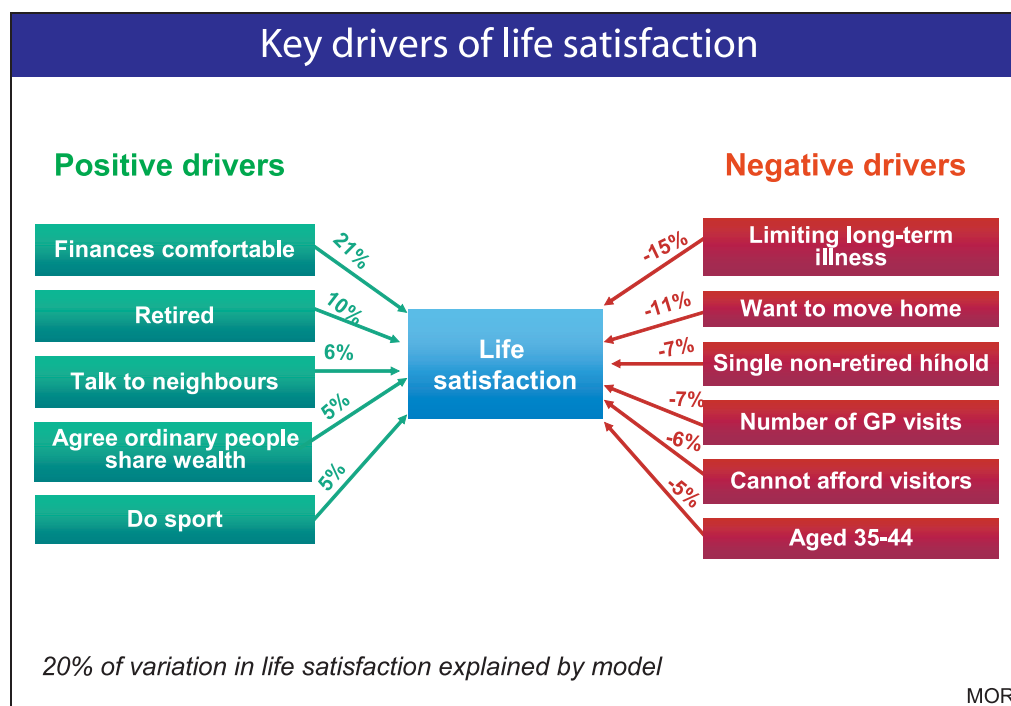 Key drivers of life satisfaction
Positive drivers
Negative drivers
Finances comfortable
Retired
Talk to neighbours
Agree ordinary people
share wealth
Do sport
21%
10%
6%
5%
5%
Life
satisfaction
-15%
-11%
-7%
-7%
-6%
-5%
Limiting long-term
illness
Want to move home
Single non-retired híhold
Number of GP visits
Cannot afford visitors
Aged 35-44
20% of variation in life satisfaction explained by model
MOR